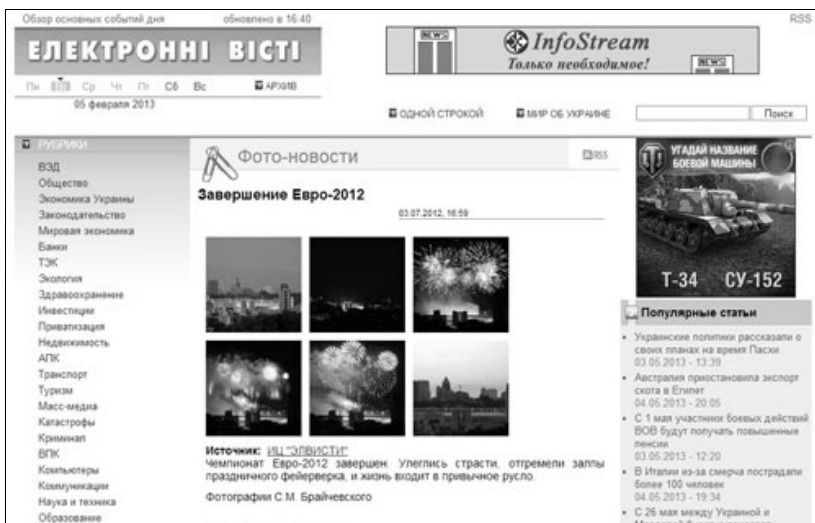 Обзор основных событий дня
обновлено в 16:40
RSS
ЕЛЕКТРОННІ ВІСТІ
NEWS
InfoStream
Только необходимое!
NEWS
Пн Ср Чт Пт Сб Вс
АРХИВ
05 февраля 2013
ОДНОЙ СТРОКОЙ
МИР ОБ УКРАИНЕ
Поиск
РУБРИКИ
ВЭД
Общество
Экономика Украины
Законодательство
Мировая экономика
Банки
ТЭК
Экология
Здравоохранение
Инвестиции
Приватизация
Недвижимость
АПК
Транспорт
Туризм
Масс-медиа
Катастрофы
Криминал
ВПК
Компьютеры
Коммуникации
Наука и техника
Образование
Фото-новости
RSS
Завершение Евро-2012
03.07.2012, 16:59
Источник: ИЦ "ЭЛВИСТИ"
Чемпионат Евро-2012 завершен. Улеглись страсти, отгремели залпы
праздничного фейерверка, и жизнь входит в привычное русло.
Фотографии С.М. Брайчевского
УГАДАЙ НАЗВАНИЕ
БОЕВОЙ МАШИНЫ
Т-34 СУ-152
Популярные статьи
Украинские политики рассказали о
своих планах на время Пасхи
03.05.2013 - 13:39
Австралия приостановила экспорт
скота в Египет
04.05.2013 - 20:05
С 1 мая участники боевых действий
ВОВ будут получать повышенные
пенсии
03.05.2013 - 12:20
В Италии из-за смерча пострадали
более 100 человек
04.05.2013 - 19:34
С 26 мая между Украиной и